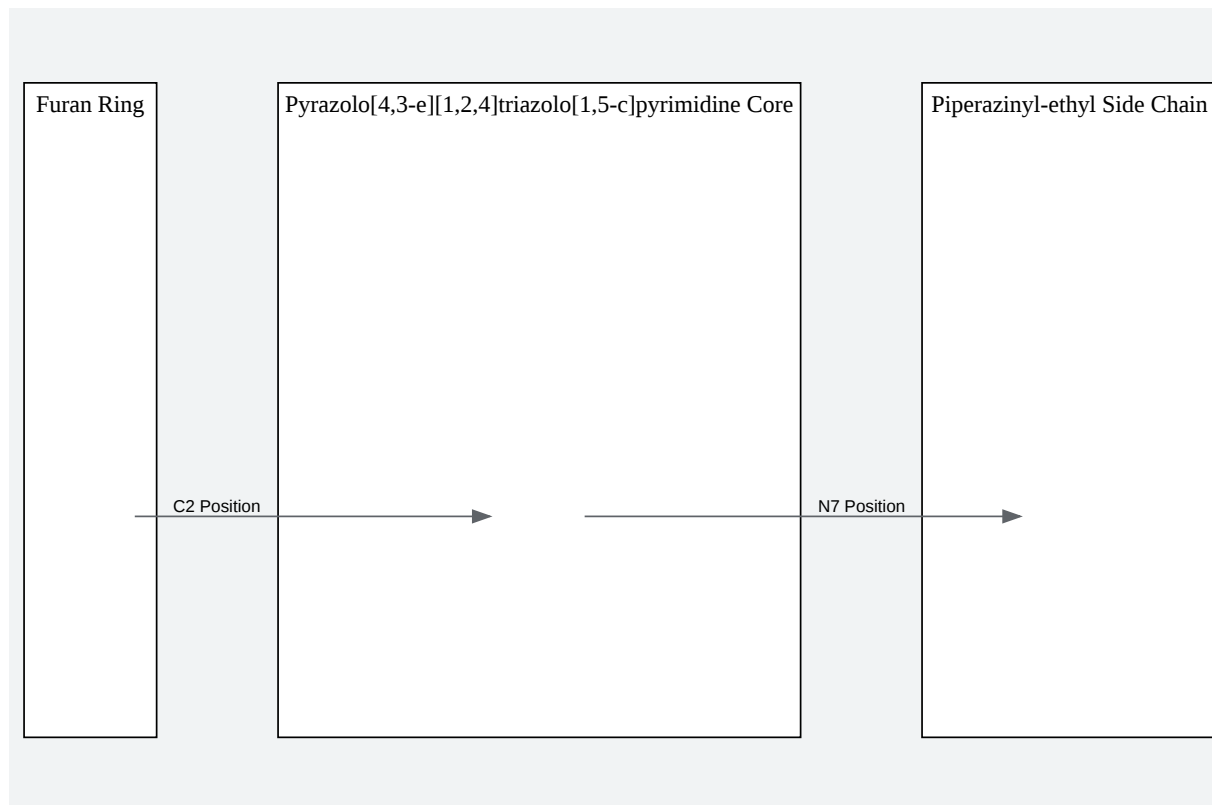 Furan Ring
Pyrazolo[4,3-e][1,2,4]triazolo[1,5-c]pyrimidine Core
Piperazinyl-ethyl Side Chain
C2 Position
N7 Position